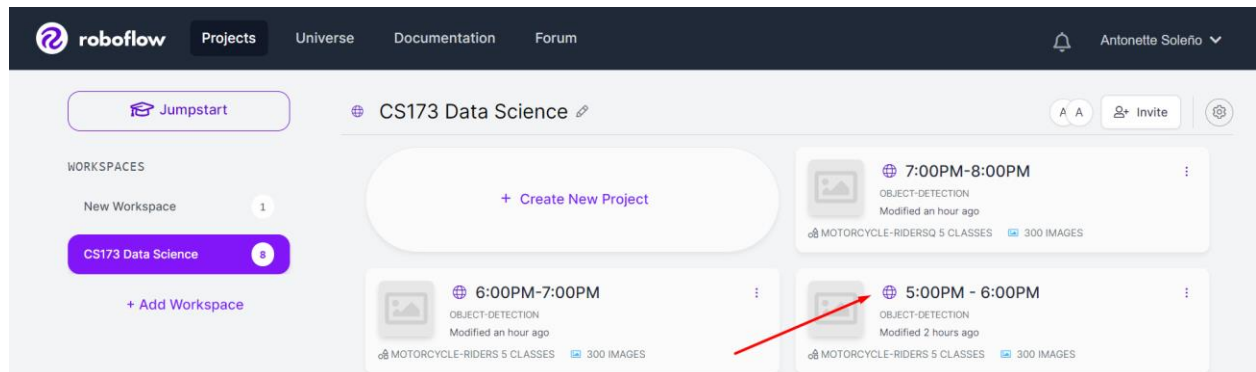 roboflow Projects Universe Documentation Forum Antonette Soleño
Jumpstart
CS173 Data Science
A A Invite
WORKSPACES
New Workspace 1
CS173 Data Science 8
+ Add Workspace
+ Create New Project
7:00PM-8:00PM
OBJECT-DETECTION
Modified an hour ago
MOTORCYCLE-RIDERSQ 5 CLASSES 300 IMAGES
6:00PM-7:00PM
OBJECT-DETECTION
Modified an hour ago
MOTORCYCLE-RIDERS 5 CLASSES 300 IMAGES
5:00PM - 6:00PM
OBJECT-DETECTION
Modified 2 hours ago
MOTORCYCLE-RIDERS 5 CLASSES 300 IMAGES